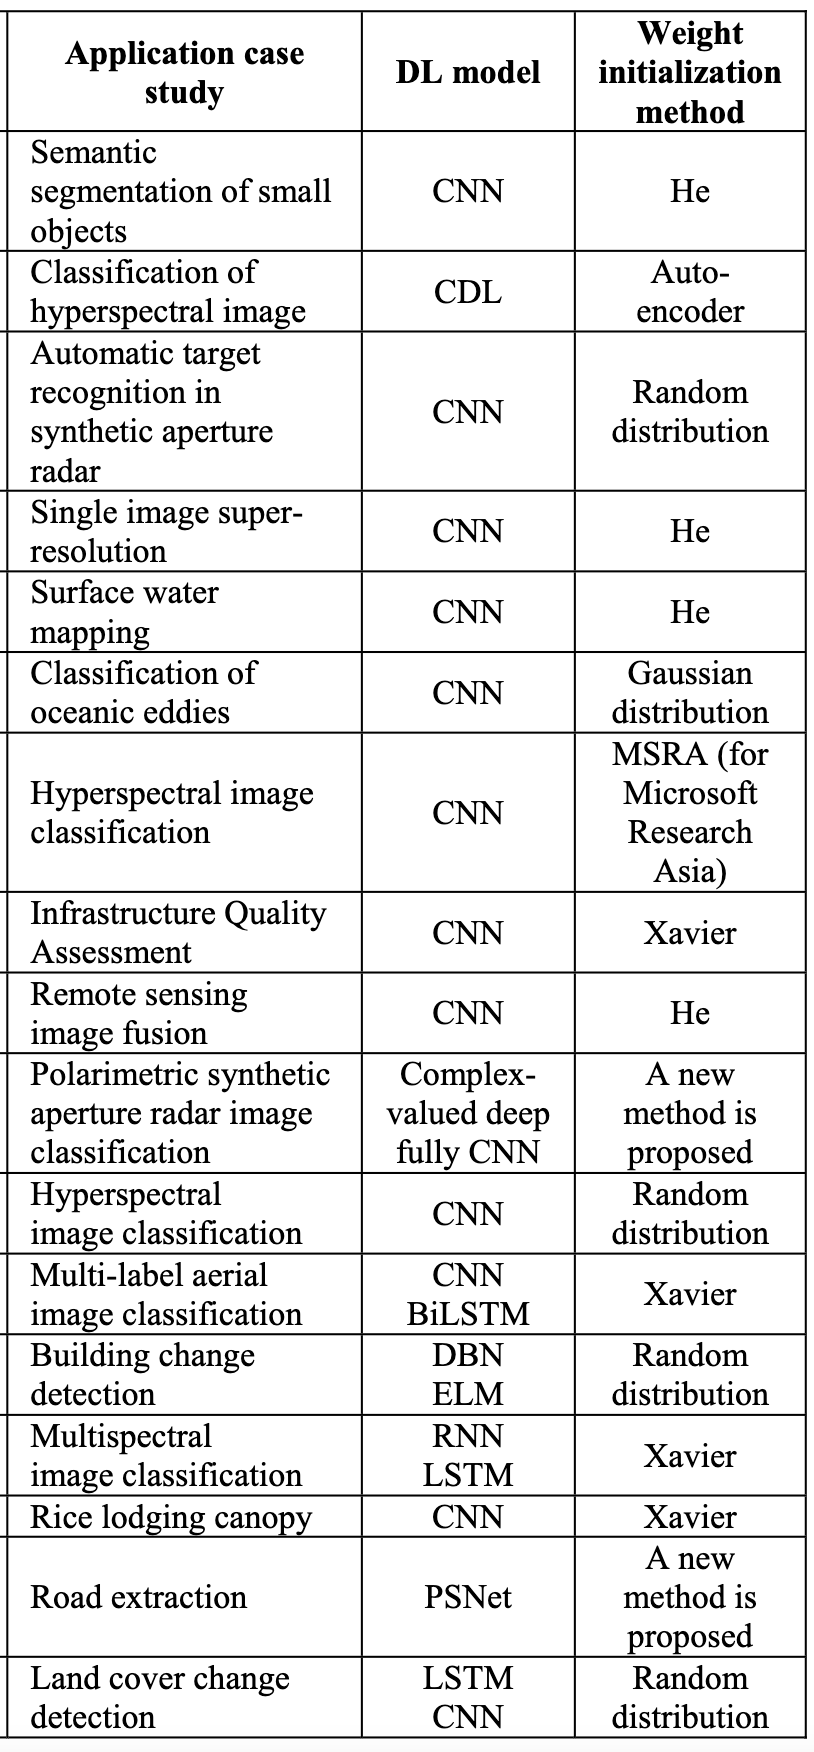 Application case
study
DL model
Weight
initialization
method
Semantic
segmentation of small
objects
CNN
He
Classification of
hyperspectral image
CDL
Auto-
encoder
Automatic target
recognition in
synthetic aperture
radar
CNN
Random
distribution
Single image super-
resolution
CNN
He
Surface water
mapping
CNN
He
Classification of
oceanic eddies
CNN
Gaussian
distribution
Hyperspectral image
classification
CNN
MSRA (for
Microsoft
Research
Asia)
Infrastructure Quality
Assessment
CNN
Xavier
Remote sensing
image fusion
CNN
He
Polarimetric synthetic
aperture radar image
classification
Complex-
valued deep
fully CNN
A new
method is
proposed
Hyperspectral
image classification
CNN
Random
distribution
Multi-label aerial
image classification
CNN
BiLSTM
Xavier
Building change
detection
DBN
ELM
Random
distribution
Multispectral
image classification
RNN
LSTM
Xavier
Rice lodging canopy
CNN
Xavier
Road extraction
PSNet
A new
method is
proposed
Land cover change
detection
LSTM
CNN
Random
distribution